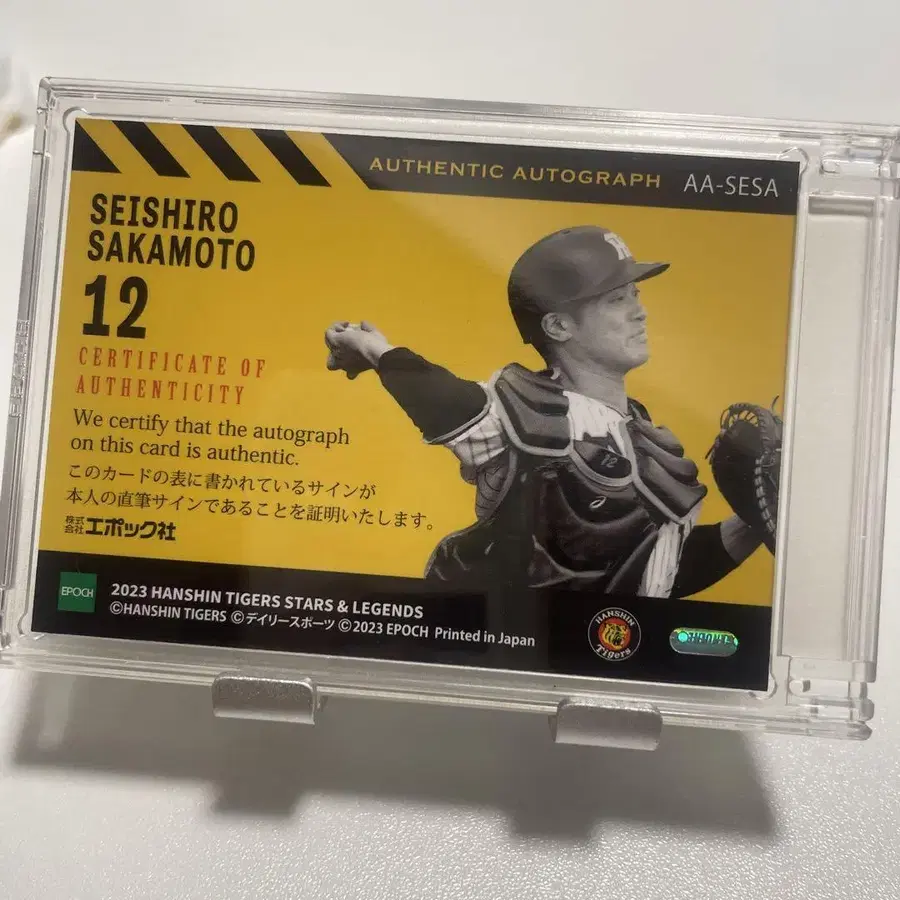 AUTHENTIC AUTOGRAPH AA-SESA
SEISHIRO
SAKAMOTO
12
CERTIFICATE OF
AUTHENTICITY
We certify that the autograph
on this card is authentic.
このカードの表に書かれているサインが
本人の直筆サインであることを証明いたします。
株式会社エポック社
12
EPOCH
2023 HANSHIN TIGERS STARS & LEGENDS
©HANSHIN TIGERS ©デイリースポーツ ©2023 EPOCH Printed in Japan
HANSHIN
Tigers